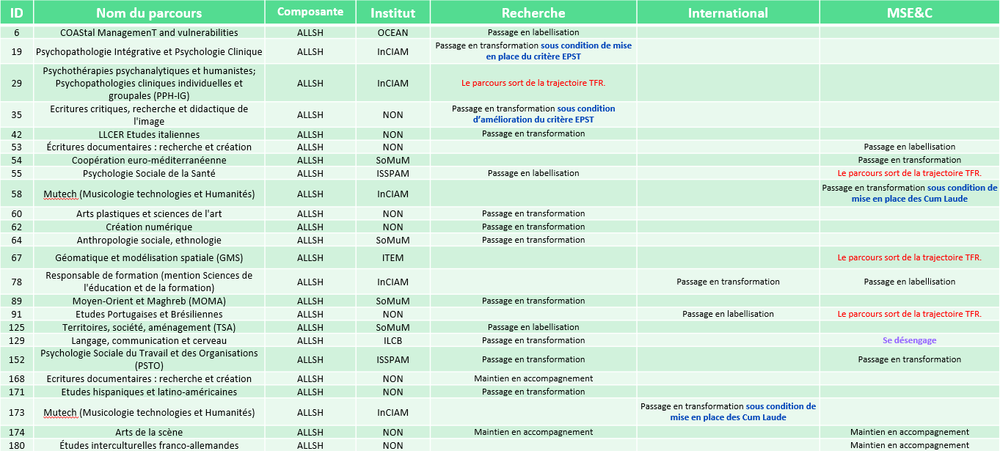 ID Nom du parcours Composante Institut Recherche International MSE&C
6 COAStal ManagemenT and vulnerabilities ALLSH OCEAN Passage en labellisation
19 Psychopathologie Intégrative et Psychologie Clinique ALLSH InCIAM Passage en transformation sous condition de mise
en place du critère EPST
Psychothérapies psychanalytiques et humanistes;
29 Psychopathologies cliniques individuelles et ALLSH InCIAM Le parcours sort de la trajectoire TFR.
groupales (PPH-IG)
35 Ecritures critiques, recherche et didactique de ALLSH NON Passage en transformation sous condition
l'image d'amélioration du critère EPST
42 LLCER Etudes italiennes ALLSH NON Passage en transformation
53 Écritures documentaires : recherche et création ALLSH NON Passage en labellisation
54 Coopération euro-méditerranéenne ALLSH SoMuM Passage en transformation
55 Psychologie Sociale de la Santé ALLSH ISSPAM Passage en labellisation Le parcours sort de la trajectoire TFR.
58 Mutech (Musicologie technologies et Humanités) ALLSH InCIAM Passage en transformation sous condition de
mise en place des Cum Laude
60 Arts plastiques et sciences de l'art ALLSH NON Passage en transformation
62 Création numérique ALLSH NON Passage en transformation
64 Anthropologie sociale, ethnologie ALLSH SoMuM Passage en transformation
67 Géomatique et modélisation spatiale (GMS) ALLSH ITEM Le parcours sort de la trajectoire TFR.
78 Responsable de formation (mention Sciences de ALLSH InCIAM Passage en transformation Passage en labellisation
l'éducation et de la formation)
89 Moyen-Orient et Maghreb (MOMA) ALLSH SoMuM Passage en transformation
91 Etudes Portugaises et Brésiliennes ALLSH NON Passage en labellisation Le parcours sort de la trajectoire TFR.
125 Territoires, société, aménagement (TSA) ALLSH SoMuM Passage en labellisation
129 Langage, communication et cerveau ALLSH ILCB Passage en transformation Se désengage
152 Psychologie Sociale du Travail et des Organisations ALLSH ISSPAM Passage en transformation Passage en transformation
(PSTO)
168 Ecritures documentaires : recherche et création ALLSH NON Maintien en accompagnement
171 Etudes hispaniques et latino-américaines ALLSH NON Passage en transformation
173 Mutech (Musicologie technologies et Humanités) ALLSH InCIAM Passage en transformation sous condition de
mise en place des Cum Laude
174 Arts de la scène ALLSH NON Maintien en accompagnement Maintien en accompagnement
180 Études interculturelles franco-allemandes ALLSH NON Maintien en accompagnement